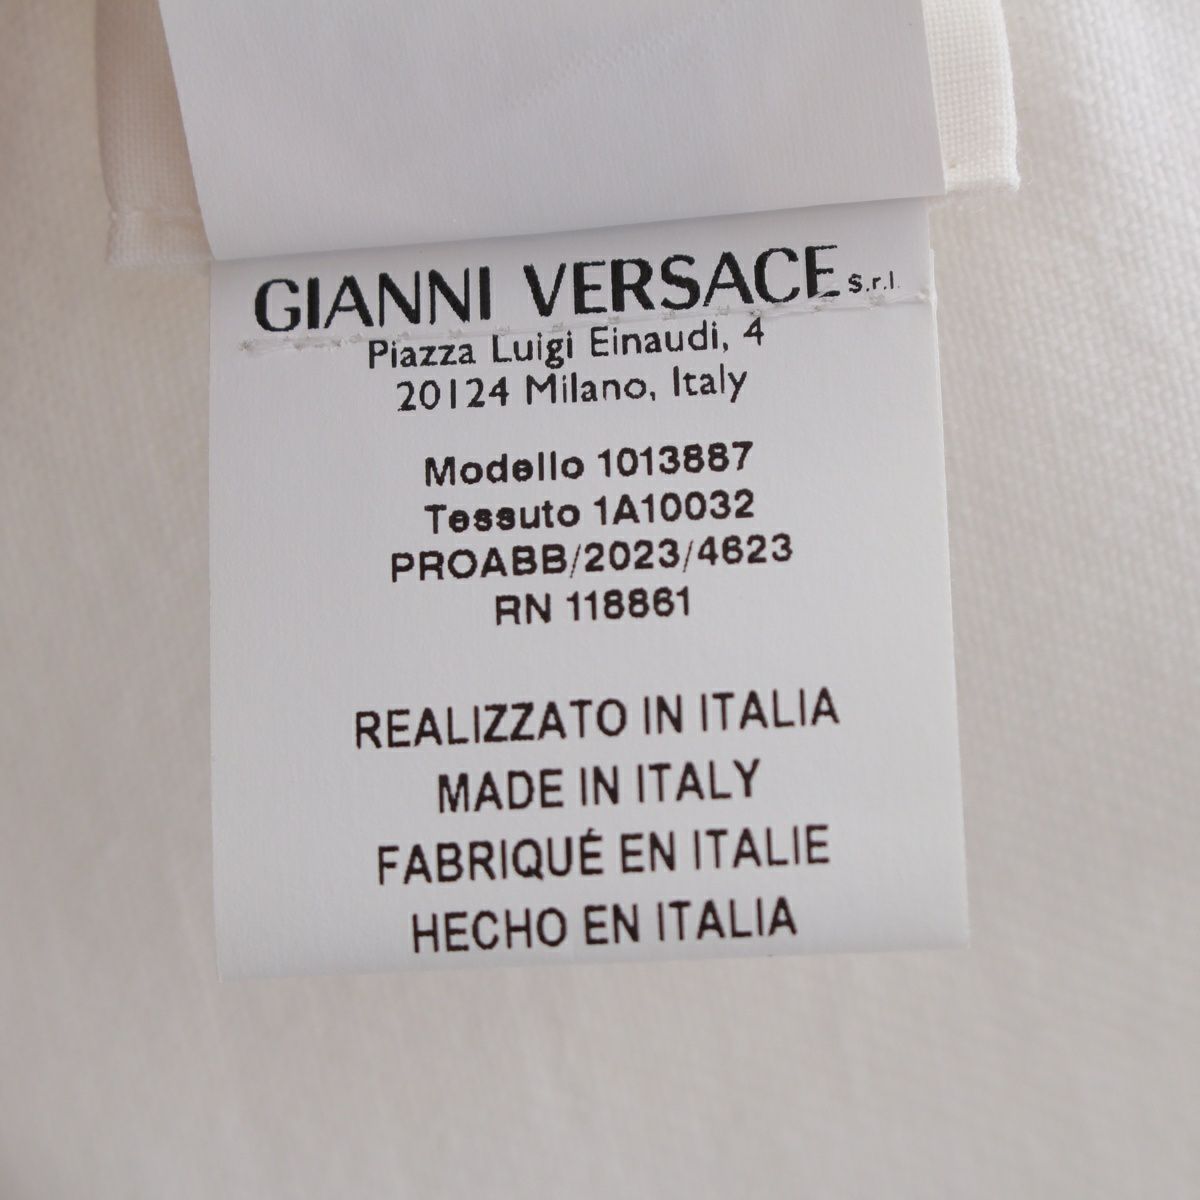 GIANNI VERSACE s.r.l.
Piazza Luigi Einaudi, 4
20124 Milano, Italy
Modello 1013887
Tessuto 1A10032
PROABB/2023/4623
RN 118861
REALIZZATO IN ITALIA
MADE IN ITALY
FABRIQUÉ EN ITALIE
HECHO EN ITALIA